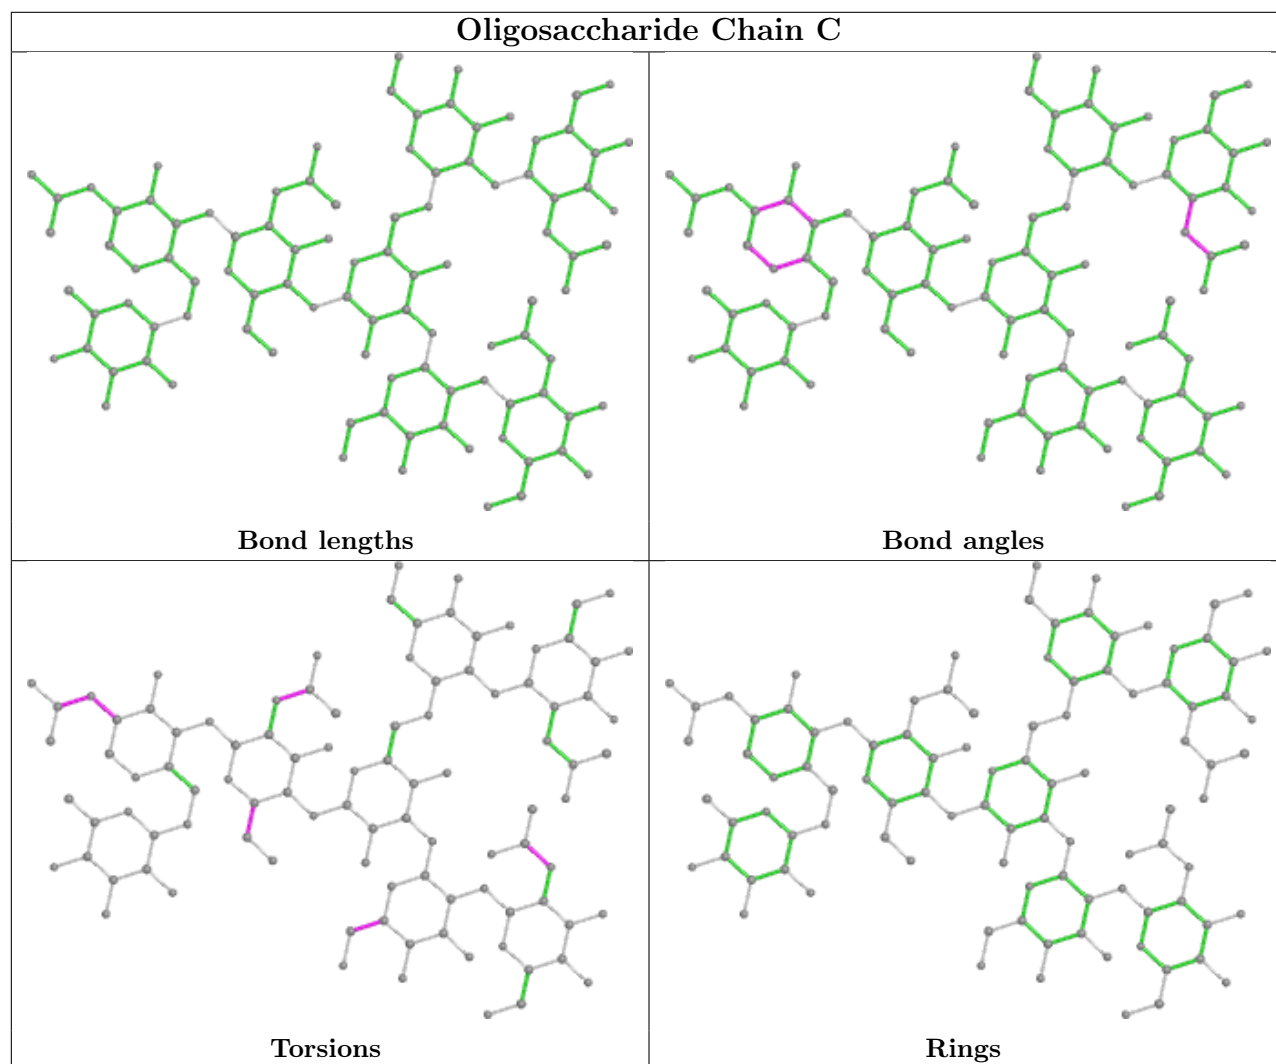 Oligosaccharide Chain C
Bond lengths
Bond angles
Torsions
Rings